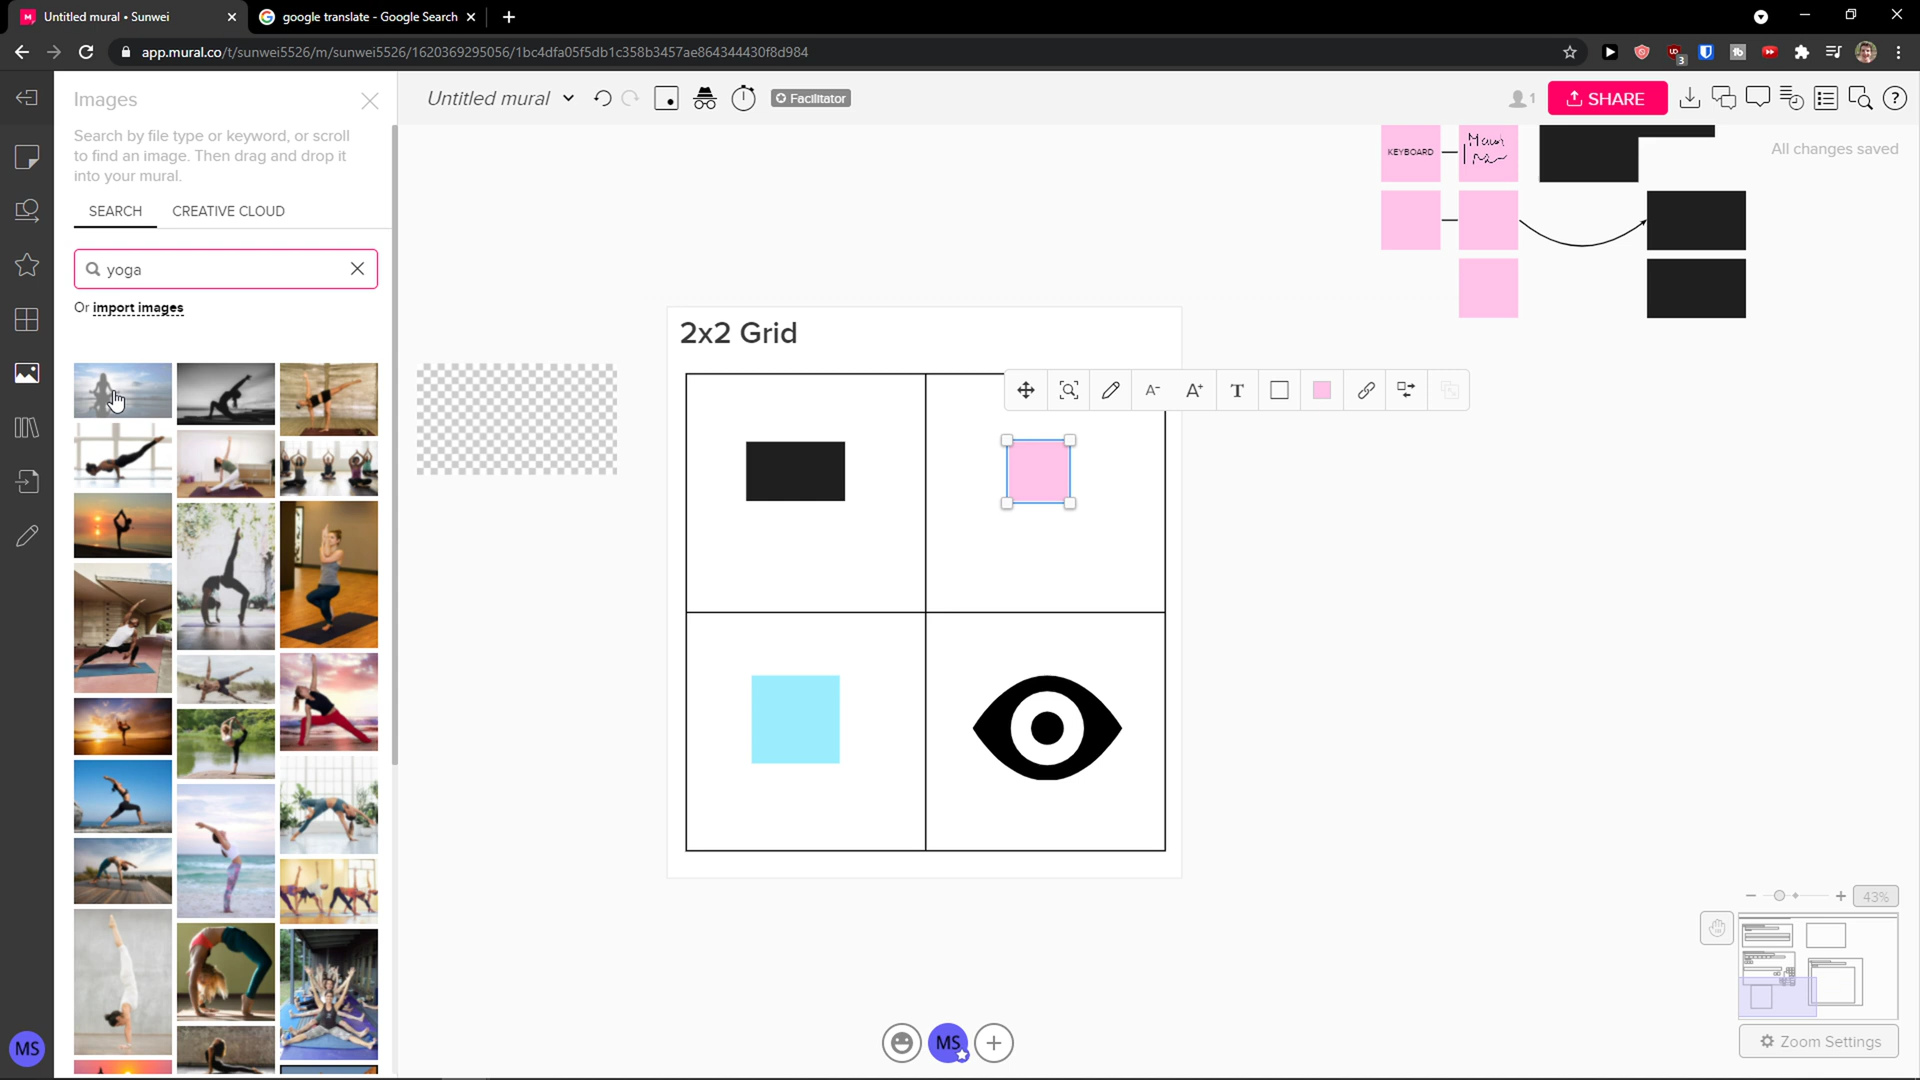 Untitled mural • Sunwei
google translate - Google Search
app.mural.co/t/sunwei5526/m/sunwei5526/1620369295056/1bc4dfa05f5db1c358b3457ae864344430f8d984
3
Images
Search by file type or keyword, or scroll
to find an image. Then drag and drop it
into your mural.
SEARCH
CREATIVE CLOUD
yoga
Or import images
Untitled mural
Facilitator
1
SHARE
All changes saved
KEYBOARD
2x2 Grid
A-
A+
T
43%
Zoom Settings
MS
MS